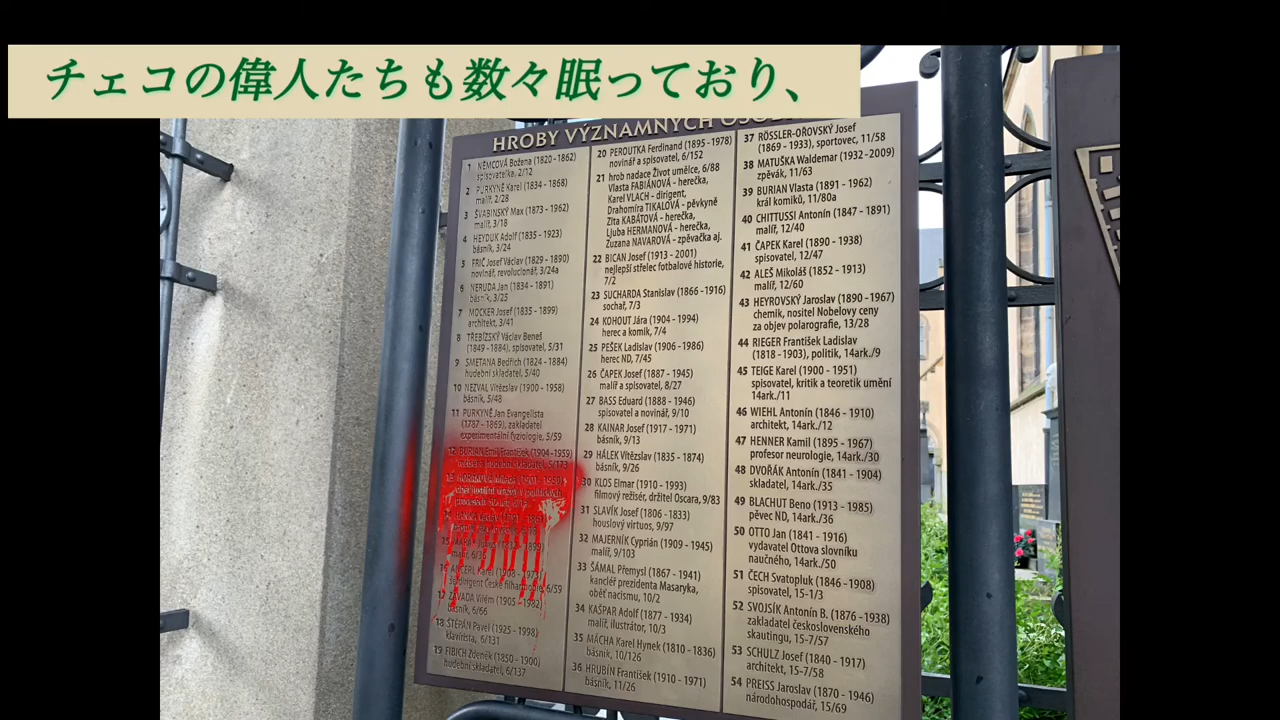 チェコの偉人たちも数々眠っており、
HROBY VÝZNAMNÝCH
1 NĚMCOVÁ Božena (1820 - 1862)
spisovatelka, 2/12
2 PURKYNĚ Karel (1834 - 1868)
malíř, 2/28
3 ŠVABINSKÝ Max (1873 - 1962)
malíř, 3/18
4 HEYDUK Adolf (1835 - 1923)
básník, 3/24
5 FRIČ Josef Václav (1829 - 1890)
novinář, revolucionář, 3/24a
6 NERUDA Jan (1834 - 1891)
básník, 3/25
7 MOCKER Josef (1835 - 1899)
architekt, 3/41
8 TŘEBÍZSKÝ Václav Beneš
(1849 - 1884), spisovatel, 5/31
9 SMETANA Bedřich (1824 - 1884)
hudební skladatel, 5/40
10 NEZVAL Vítězslav (1900 - 1958)
básník, 5/48
11 PURKYNĚ Jan Evangelista
(1787 - 1869), zakladatel
experimentální fyziologie, 5/59
12 BURIAN Emil František (1904 - 1959)
režisér a hudební skladatel, 5/173
13 HORÁKOVÁ Milada (1901 - 1950)
16 ANČERL Karel (1908 - 1973)
šéfdirigent České filharmonie, 6/59
17 ZÁVADA Vilém (1905 - 1982)
básník, 6/66
18 ŠTĚPÁN Pavel (1925 - 1998)
klavírista, 6/131
19 FIBICH Zdeněk (1850 - 1900)
hudební skladatel, 6/137
20 PEROUTKA Ferdinand (1895 - 1978)
novinář a spisovatel, 6/152
21 hrob nadace Život umělce, 6/88
Vlasta FABIÁNOVÁ - herečka,
Karel VLACH - dirigent,
Drahomíra TIKALOVÁ - pěvkyně
Zita KABÁTOVÁ - herečka,
Ljuba HERMANOVÁ - herečka,
Zuzana NAVAROVÁ - zpěvačka aj.
22 BICAN Josef (1913 - 2001)
nejlepší střelec fotbalové historie,
7/2
23 SUCHARDA Stanislav (1866 - 1916)
sochař, 7/3
24 KOHOUT Jára (1904 - 1994)
herec a komik, 7/4
25 PEŠEK Ladislav (1906 - 1986)
herec ND, 7/45
26 ČAPEK Josef (1887 - 1945)
malíř a spisovatel, 8/27
27 BASS Eduard (1888 - 1946)
spisovatel a novinář, 9/10
28 KAINAR Josef (1917 - 1971)
básník, 9/13
29 HÁLEK Vítězslav (1835 - 1874)
básník, 9/26
30 KLOS Elmar (1910 - 1993)
filmový režisér, držitel Oscara, 9/83
31 SLAVÍK Josef (1806 - 1833)
houslový virtuos, 9/97
32 MAJERNÍK Cyprián (1909 - 1945)
malíř, 9/103
33 ŠÁMAL Přemysl (1867 - 1941)
kancléř prezidenta Masaryka,
oběť nacismu, 10/2
34 KAŠPAR Adolf (1877 - 1934)
malíř, ilustrátor, 10/3
35 MÁCHA Karel Hynek (1810 - 1836)
básník, 10/126
36 HRUBÍN František (1910 - 1971)
básník, 11/26
37 RÖSSLER-OŘOVSKÝ Josef
(1869 - 1933), sportovec, 11/58
38 MATUŠKA Waldemar (1932 - 2009)
zpěvák, 11/63
39 BURIAN Vlasta (1891 - 1962)
král komiků, 11/80a
40 CHITTUSSI Antonín (1847 - 1891)
malíř, 12/40
41 ČAPEK Karel (1890 - 1938)
spisovatel, 12/47
42 ALEŠ Mikoláš (1852 - 1913)
malíř, 12/60
43 HEYROVSKÝ Jaroslav (1890 - 1967)
chemik, nositel Nobelovy ceny
za objev polarografie, 13/28
44 RIEGER František Ladislav
(1818 - 1903), politik, 14ark./9
45 TEIGE Karel (1900 - 1951)
spisovatel, kritik a teoretik umění
14ark./11
46 WIEHL Antonín (1846 - 1910)
architekt, 14ark./12
47 HENNER Kamil (1895 - 1967)
profesor neurologie, 14ark./30
48 DVOŘÁK Antonín (1841 - 1904)
skladatel, 14ark./35
49 BLACHUT Beno (1913 - 1985)
pěvec ND, 14ark./36
50 OTTO Jan (1841 - 1916)
vydavatel Ottova slovníku
naučného, 14ark./50
51 ČECH Svatopluk (1846 - 1908)
spisovatel, 15-1/3
52 SVOJSÍK Antonín B. (1876 - 1938)
zakladatel československého
skautingu, 15-7/57
53 SCHULZ Josef (1840 - 1917)
architekt, 15-7/58
54 PREISS Jaroslav (1870 - 1946)
národohospodář, 15/69